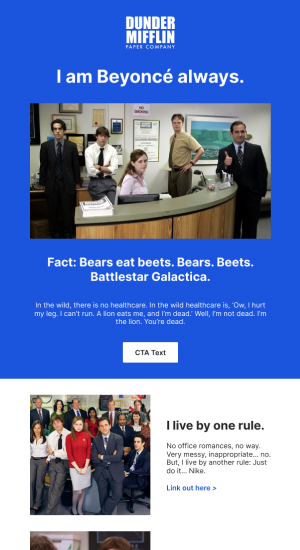 DUNDER
MIFFLIN
PAPER COMPANY
I am Beyoncé always.
Fact: Bears eat beets. Bears. Beets.
Battlestar Galactica.
In the wild, there is no healthcare. In the wild healthcare is, 'Ow, I hurt
my leg. I can't run. A lion eats me, and I'm dead.' Well, I'm not dead. I'm
the lion. You're dead.
CTA Text
I live by one rule.
No office romances, no way.
Very messy, inappropriate... no.
But, I live by another rule: Just
do it... Nike.
Link out here >